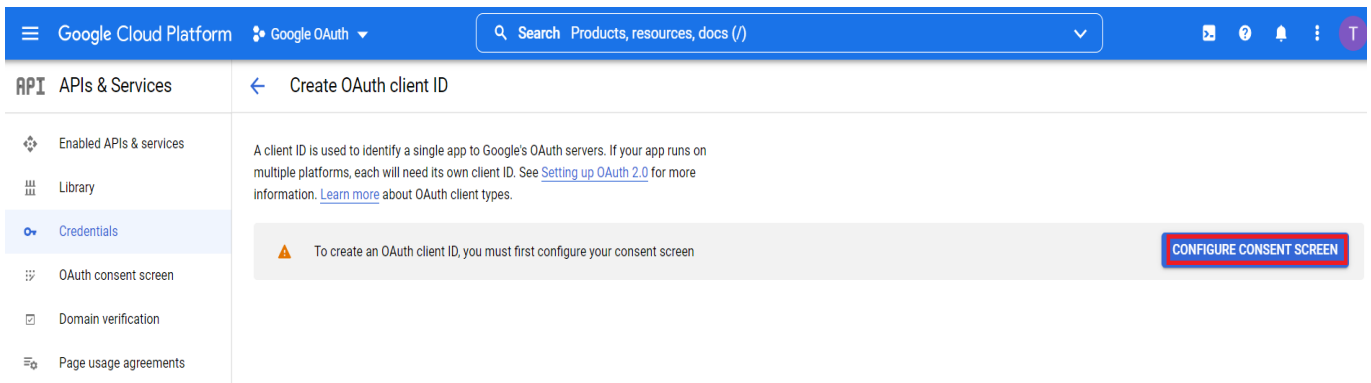 Google Cloud Platform
Google OAuth
Search Products, resources, docs (/)
T
API APIs & Services
Create OAuth client ID
Enabled APIs & services
Library
Credentials
OAuth consent screen
Domain verification
Page usage agreements
A client ID is used to identify a single app to Google's OAuth servers. If your app runs on
multiple platforms, each will need its own client ID. See Setting up OAuth 2.0 for more
information. Learn more about OAuth client types.
To create an OAuth client ID, you must first configure your consent screen
CONFIGURE CONSENT SCREEN